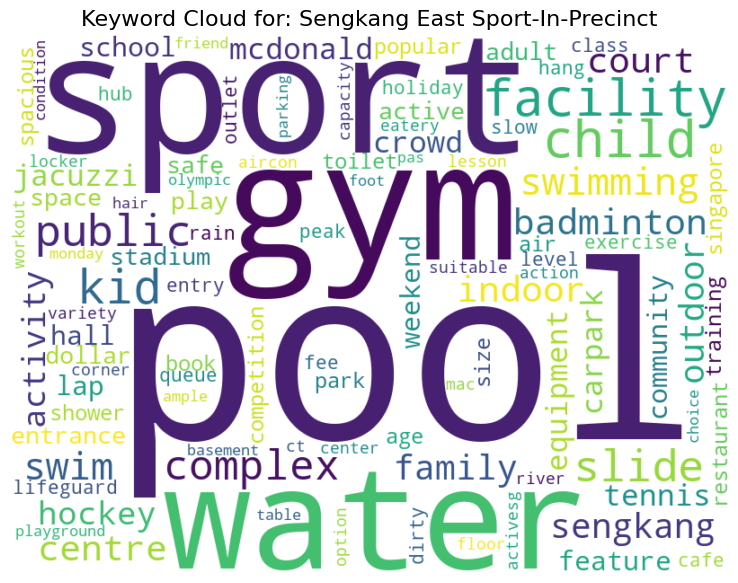 Keyword Cloud for: Sengkang East Sport-In-Precinct
school
friend
mcdonald
popular
adult
class
court
spacious
condition
hub
sport
outlet
parking
capacity
holiday
active
eatery
crowd
hang
slow
facility
child
locker
jacuzzi
safe
olympic
aircon
toilet
pas
lesson
swimming
singapore
space
hair
play
foot
gym
workout
public
rain
peak
badminton
monday
stadium
suitable
air
level
action
exercise
kid
entry
weekend
indoor
outdoor
training
activity
variety
hall
dollar
corner
lap
shower
entrance
book
queue
ample
competition
fee
park
size
mac
pool
equipment
carpark
community
choice
restaurant
basement
ct
center
age
swim
lifeguard
complex
family
river
slide
tennis
hockey
playground
centre
water
table
option
dirty
floor
activesg
sengkang
feature
cafe